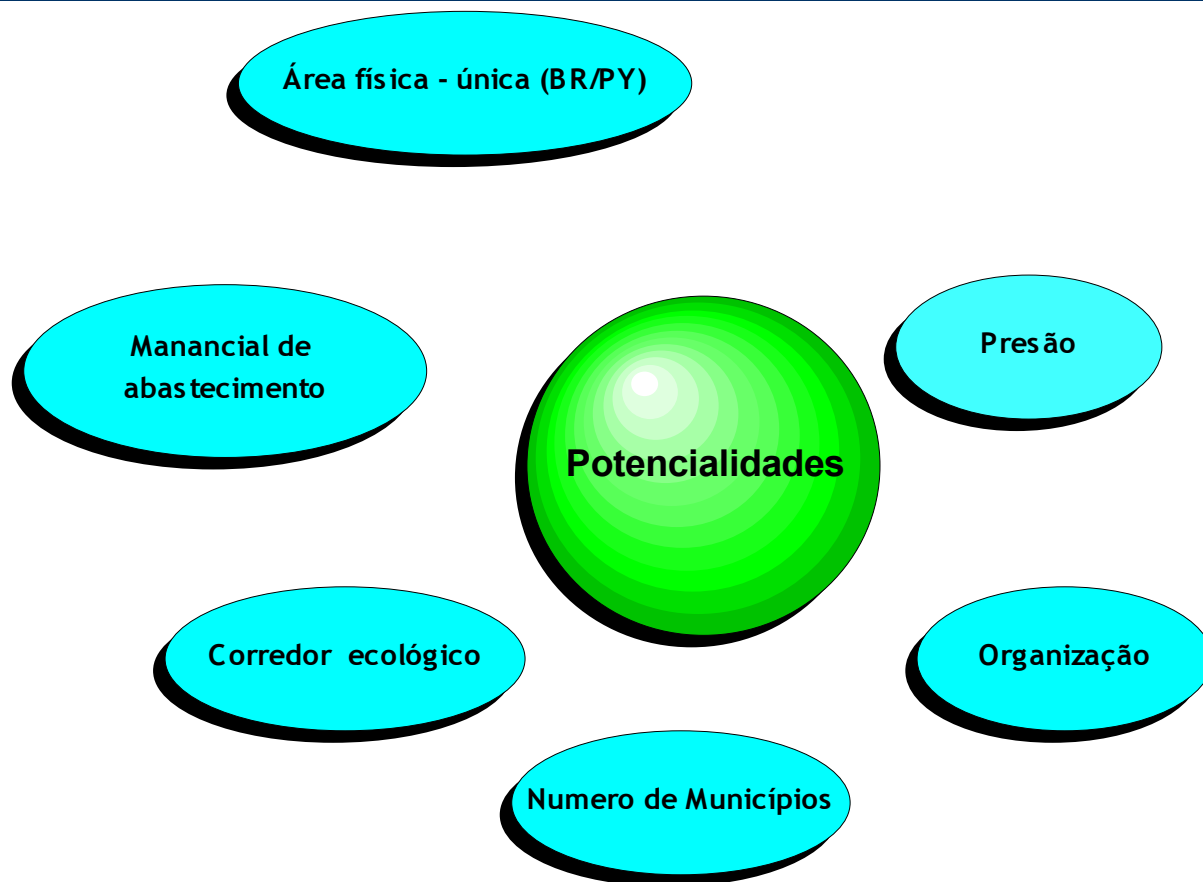 Área física - única (BR/PY)
Manancial de
abastecimento
Presão
Potencialidades
Corredor ecológico
Organização
Numero de Municípios